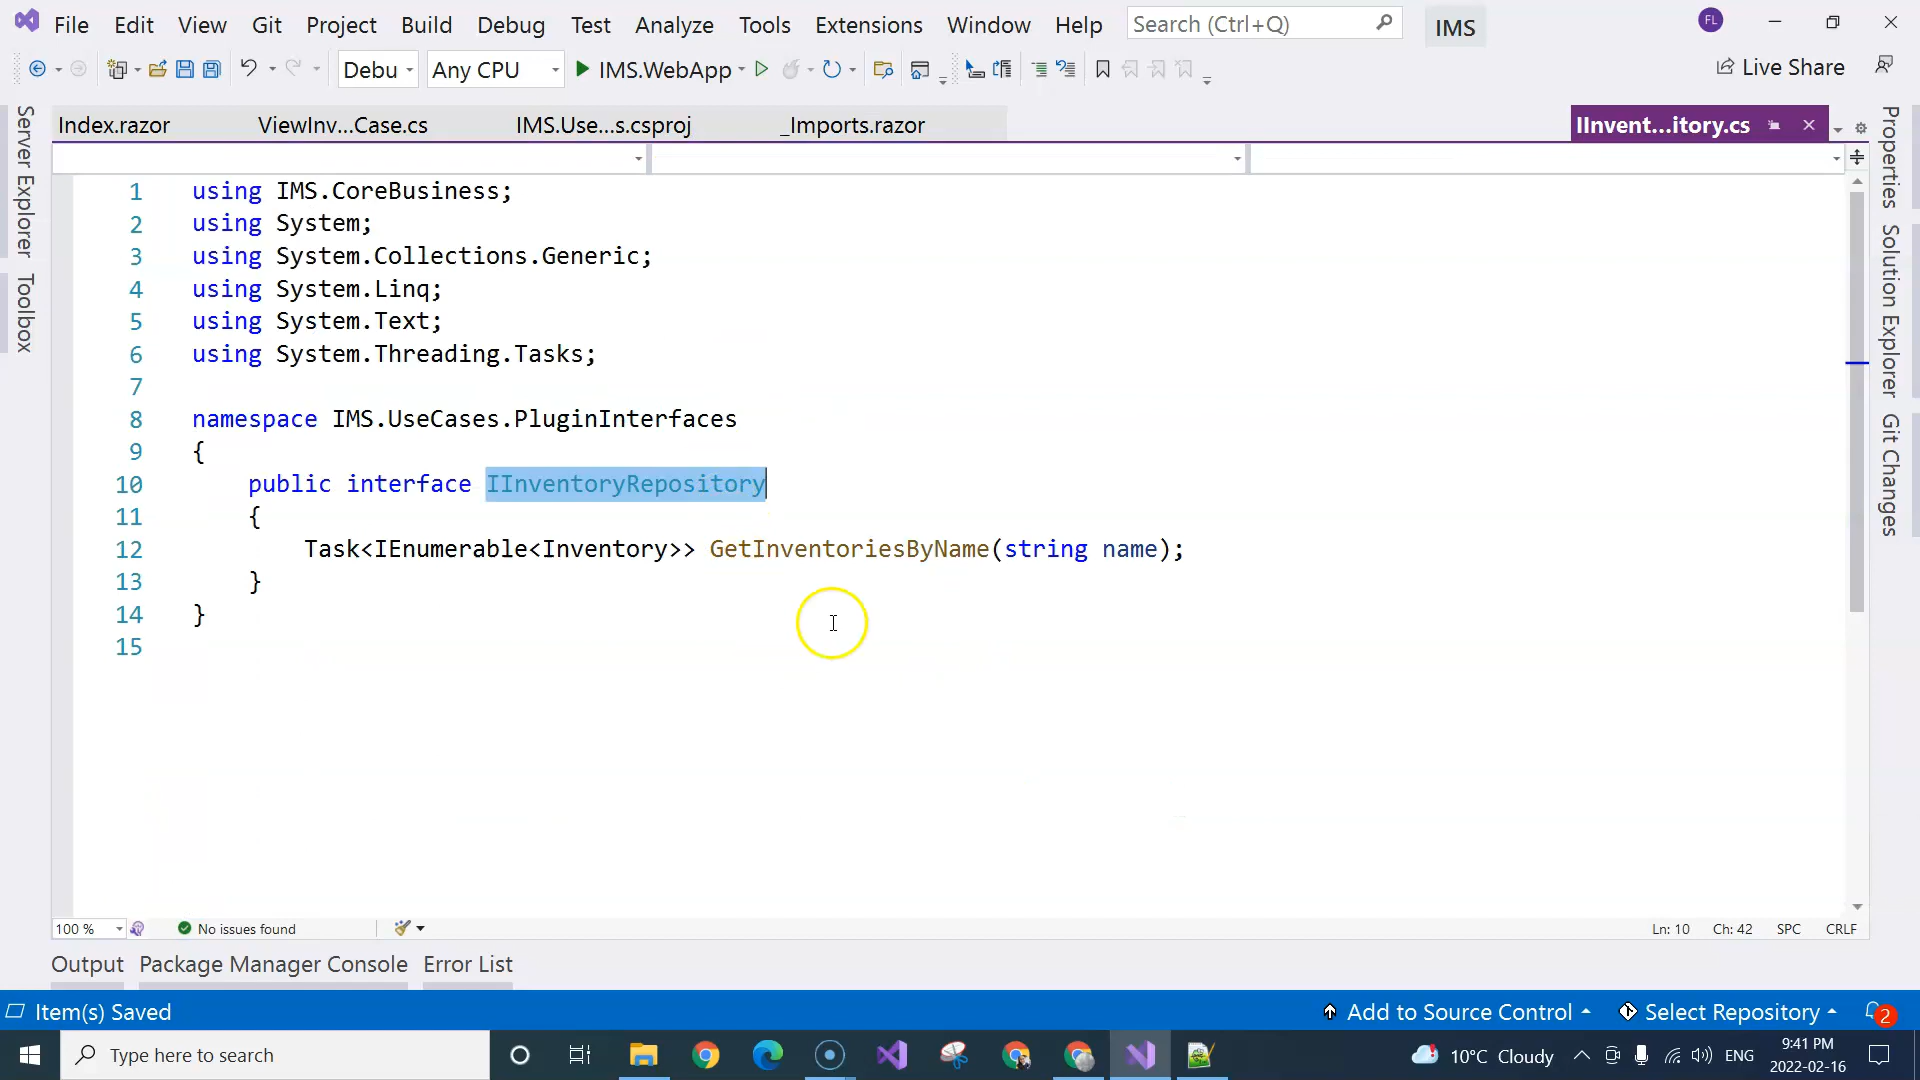 File Edit View Git Project Build Debug Test Analyze Tools Extensions Window Help Search (Ctrl+Q) IMS FL
Debu Any CPU IMS.WebApp Live Share
Index.razor ViewInv...Case.cs IMS.Use...s.csproj _Imports.razor IInvent...itory.cs
Server Explorer
Toolbox
Properties
Solution Explorer
Git Changes
1 using IMS.CoreBusiness;
2 using System;
3 using System.Collections.Generic;
4 using System.Linq;
5 using System.Text;
6 using System.Threading.Tasks;
7
8 namespace IMS.UseCases.PluginInterfaces
9 {
10 public interface IInventoryRepository
11 {
12 Task<IEnumerable<Inventory>> GetInventoriesByName(string name);
13 }
14 }
15
100 % No issues found Ln: 10 Ch: 42 SPC CRLF
Output Package Manager Console Error List
Item(s) Saved Add to Source Control Select Repository 2
Type here to search 10°C Cloudy ENG 9:41 PM
2022-02-16